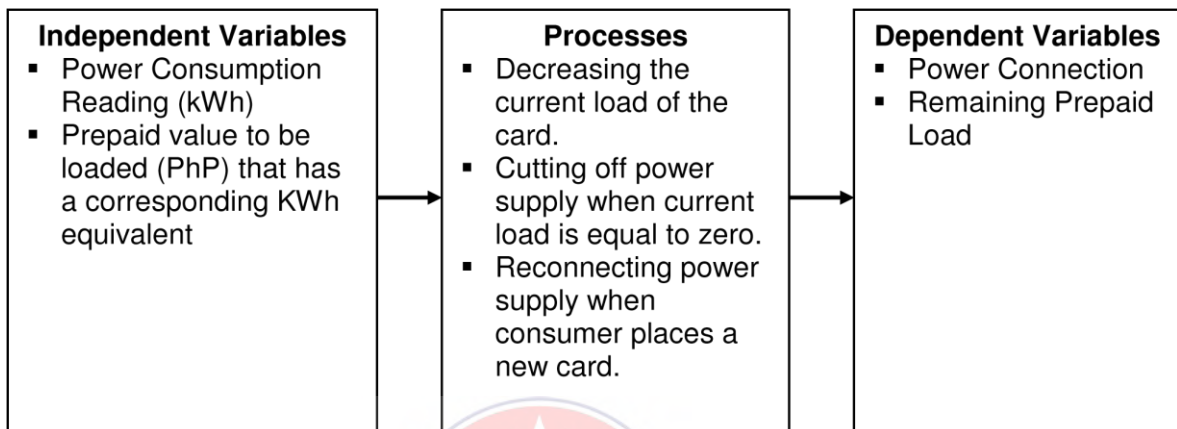 Independent Variables
▪ Power Consumption
Reading (kWh)
▪ Prepaid value to be
loaded (PhP) that has
a corresponding KWh
equivalent
Processes
▪ Decreasing the
current load of the
card.
▪ Cutting off power
supply when current
load is equal to zero.
▪ Reconnecting power
supply when
consumer places a
new card.
Dependent Variables
▪ Power Connection
▪ Remaining Prepaid
Load